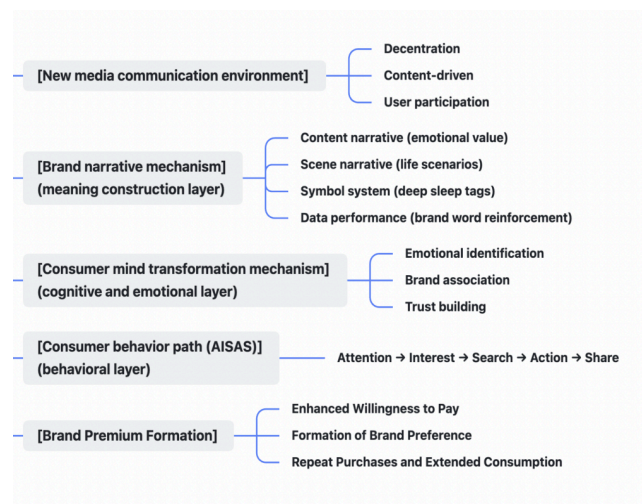 [New media communication environment]
Decentration
Content-driven
User participation
[Brand narrative mechanism]
(meaning construction layer)
Content narrative (emotional value)
Scene narrative (life scenarios)
Symbol system (deep sleep tags)
Data performance (brand word reinforcement)
[Consumer mind transformation mechanism]
(cognitive and emotional layer)
Emotional identification
Brand association
Trust building
[Consumer behavior path (AISAS)]
(behavioral layer)
Attention → Interest → Search → Action → Share
[Brand Premium Formation]
Enhanced Willingness to Pay
Formation of Brand Preference
Repeat Purchases and Extended Consumption